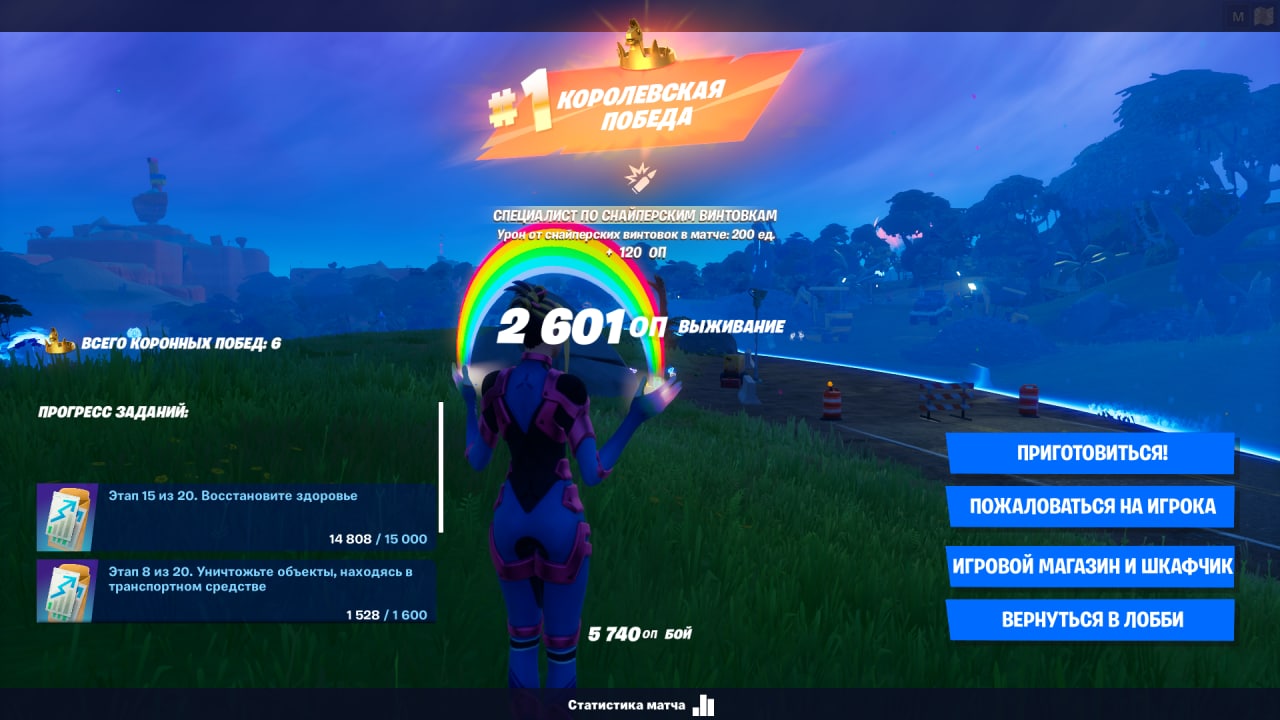 M
#1 КОРОЛЕВСКАЯ
ПОБЕДА
СПЕЦИАЛИСТ ПО СНАЙПЕРСКИМ ВИНТОВКАМ
Урон от снайперских винтовок в матче: 200 ед.
+ 120 ОП
2 601 ОП ВЫЖИВАНИЕ
ВСЕГО КОРОННЫХ ПОБЕД: 6
ПРОГРЕСС ЗАДАНИЙ:
Этап 15 из 20. Восстановите здоровье
14 808 / 15 000
Этап 8 из 20. Уничтожьте объекты, находясь в
транспортном средстве
1 528 / 1 600
ПРИГОТОВИТЬСЯ!
ПОЖАЛОВАТЬСЯ НА ИГРОКА
ИГРОВОЙ МАГАЗИН И ШКАФЧИК
ВЕРНУТЬСЯ В ЛОББИ
5 740 ОП БОЙ
Статистика матча